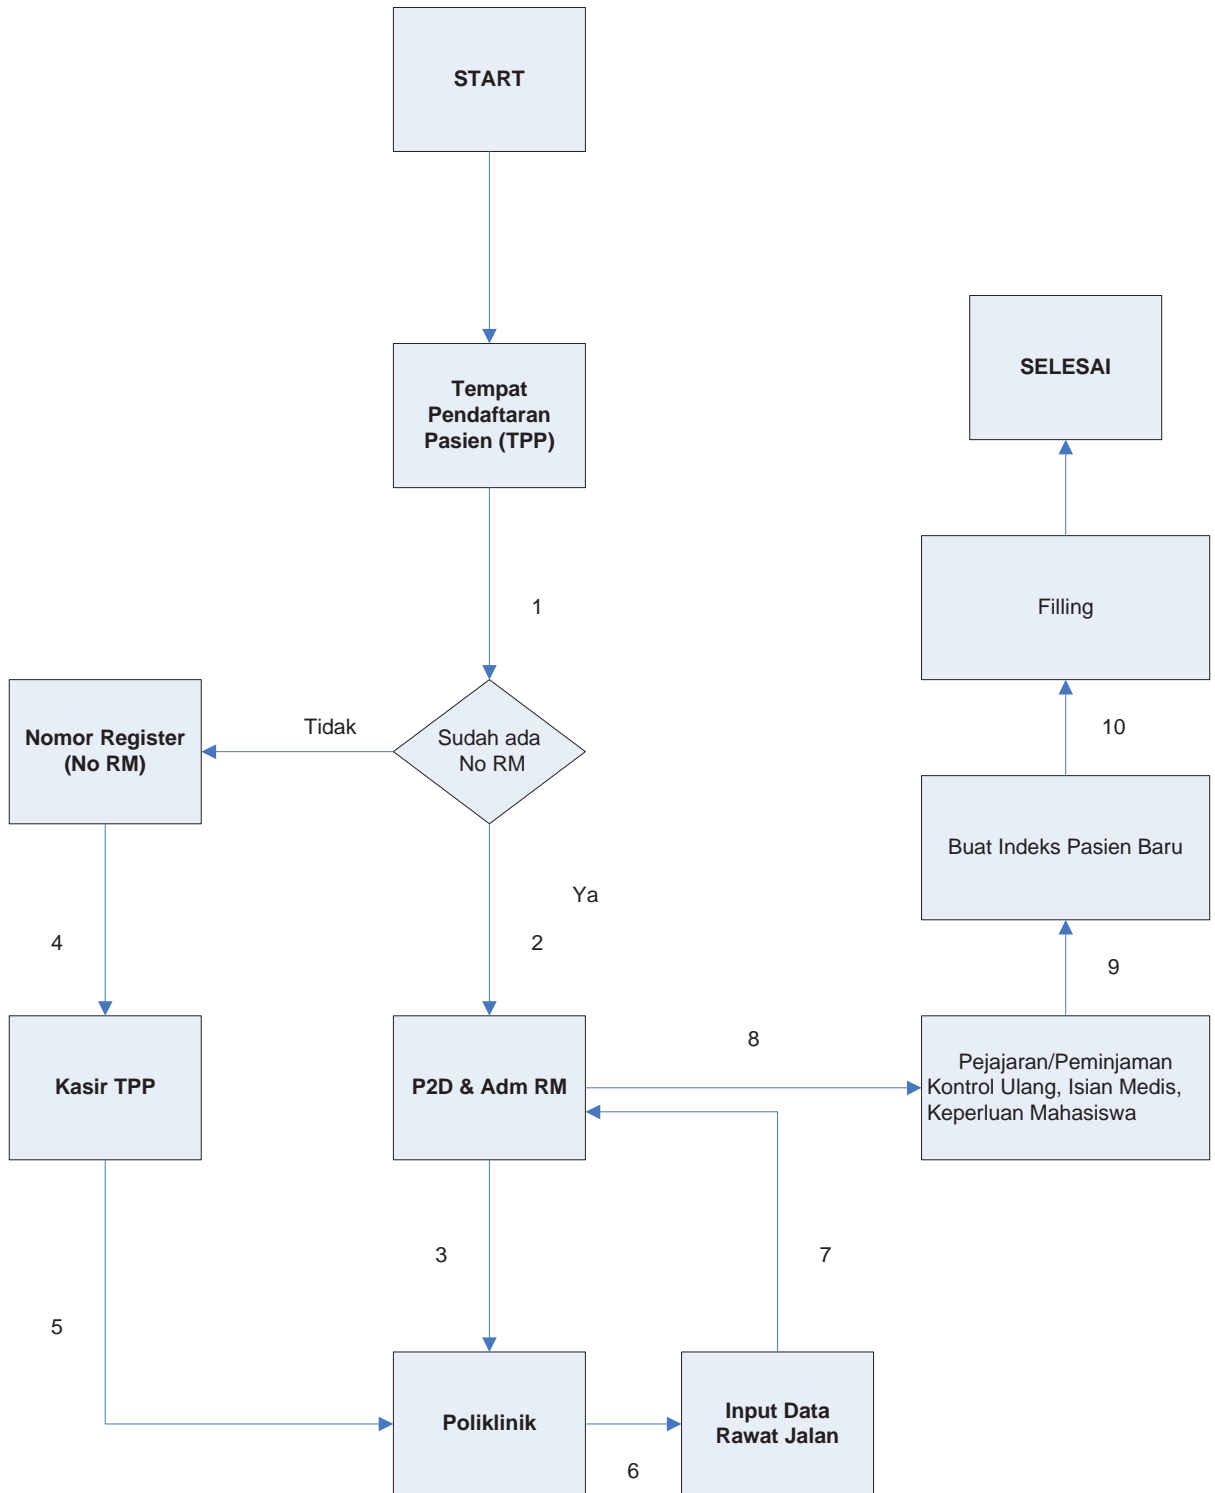 START
Tempat
Pendaftaran
Pasien (TPP)
SELESAI
1
Filling
Nomor Register
(No RM)
Tidak
Sudah ada
No RM
10
Buat Indeks Pasien Baru
Ya
4
2
9
Kasir TPP
P2D & Adm RM
8
Pejajaran/Peminjaman
Kontrol Ulang, Isian Medis,
Keperluan Mahasiswa
3
7
5
Poliklinik
6
Input Data
Rawat Jalan